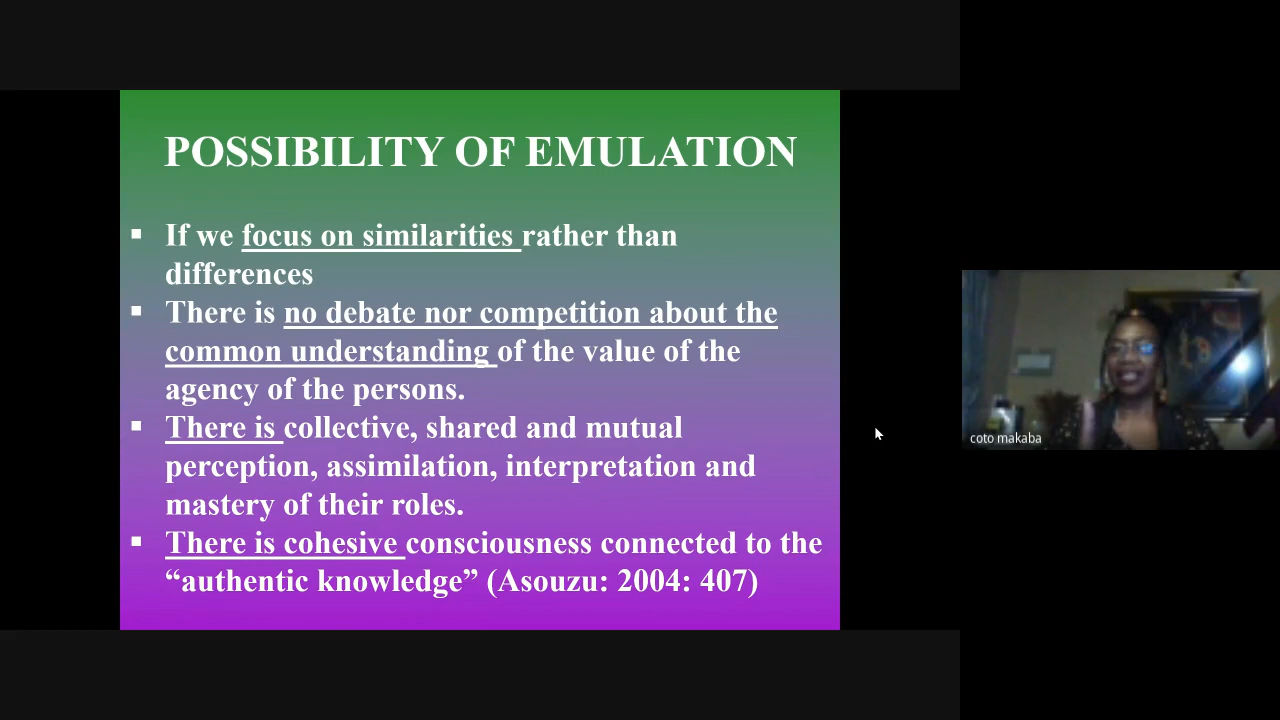 POSSIBILITY OF EMULATION
▪ If we focus on similarities rather than
differences
▪ There is no debate nor competition about the
common understanding of the value of the
agency of the persons.
▪ There is collective, shared and mutual
perception, assimilation, interpretation and
mastery of their roles.
▪ There is cohesive consciousness connected to the
“authentic knowledge” (Asouzu: 2004: 407)
coto makaba